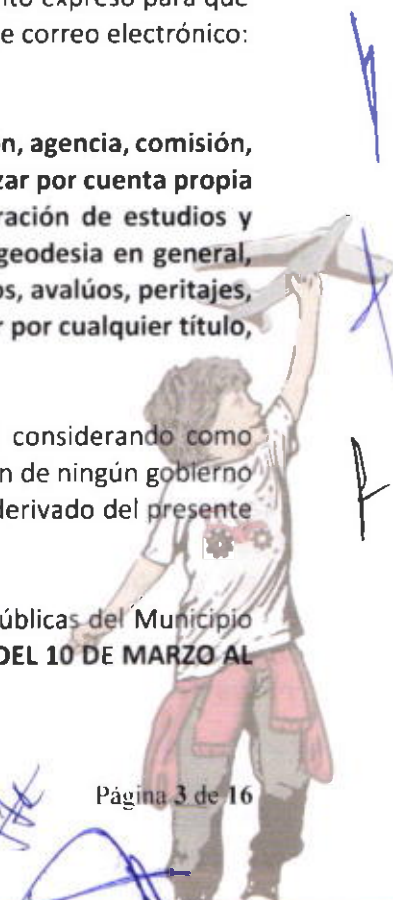 nto expreso para que
e correo electrónico:
n, agencia, comisión,
zar por cuenta propia
ración de estudios y
geodesia en general,
os, avalúos, peritajes,
r por cualquier título,
considerando como
n de ningún gobierno
derivado del presente
úblicas del Municipio
DEL 10 DE MARZO AL
Página 3 de 16